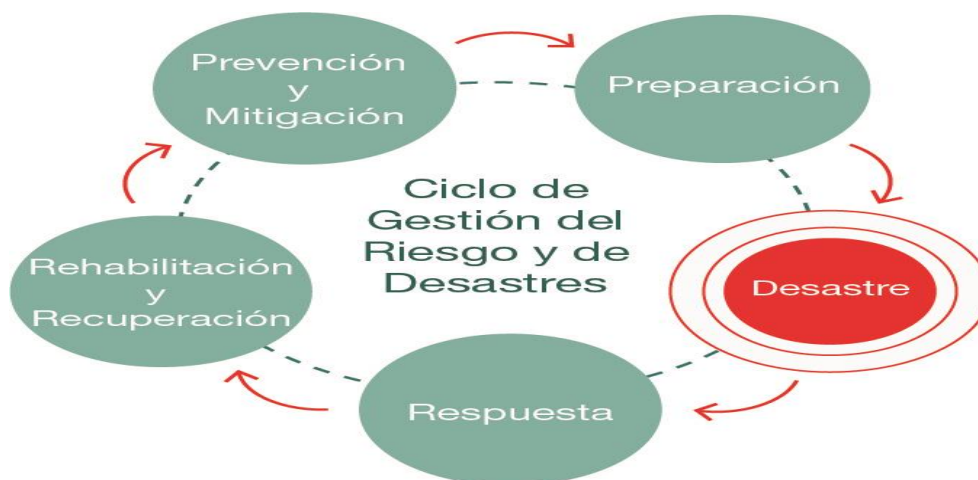 Prevención
y
Mitigación
Preparación
Ciclo de
Gestión del
Riesgo y de
Desastres
Desastre
Rehabilitación
y
Recuperación
Respuesta